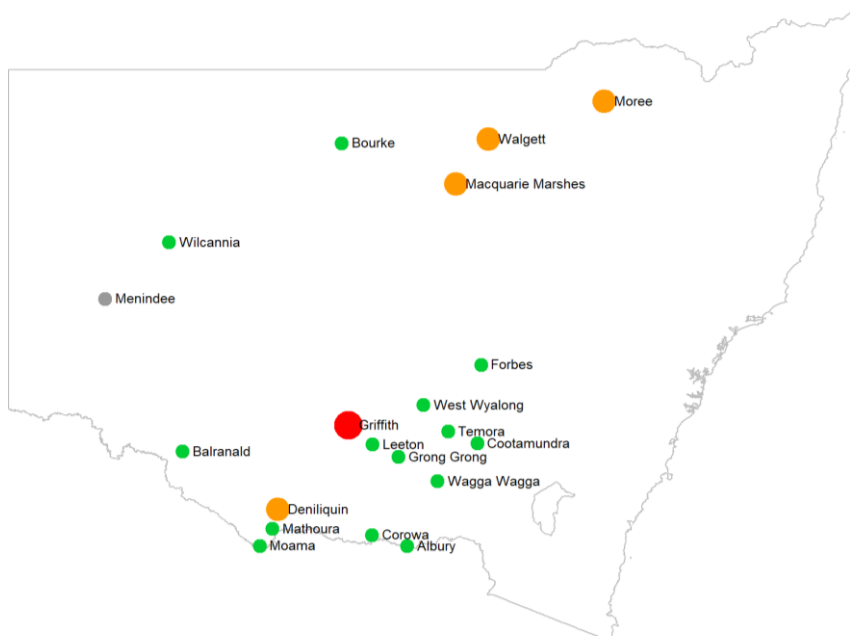 Moree
Walgett
Bourke
Macquarie Marshes
Wilcannia
Menindee
Forbes
West Wyalong
Griffith
Temora
Cootamundra
Leeton
Balranald
Grong Grong
Wagga Wagga
Deniliquin
Mathoura
Corowa
Moama
Albury